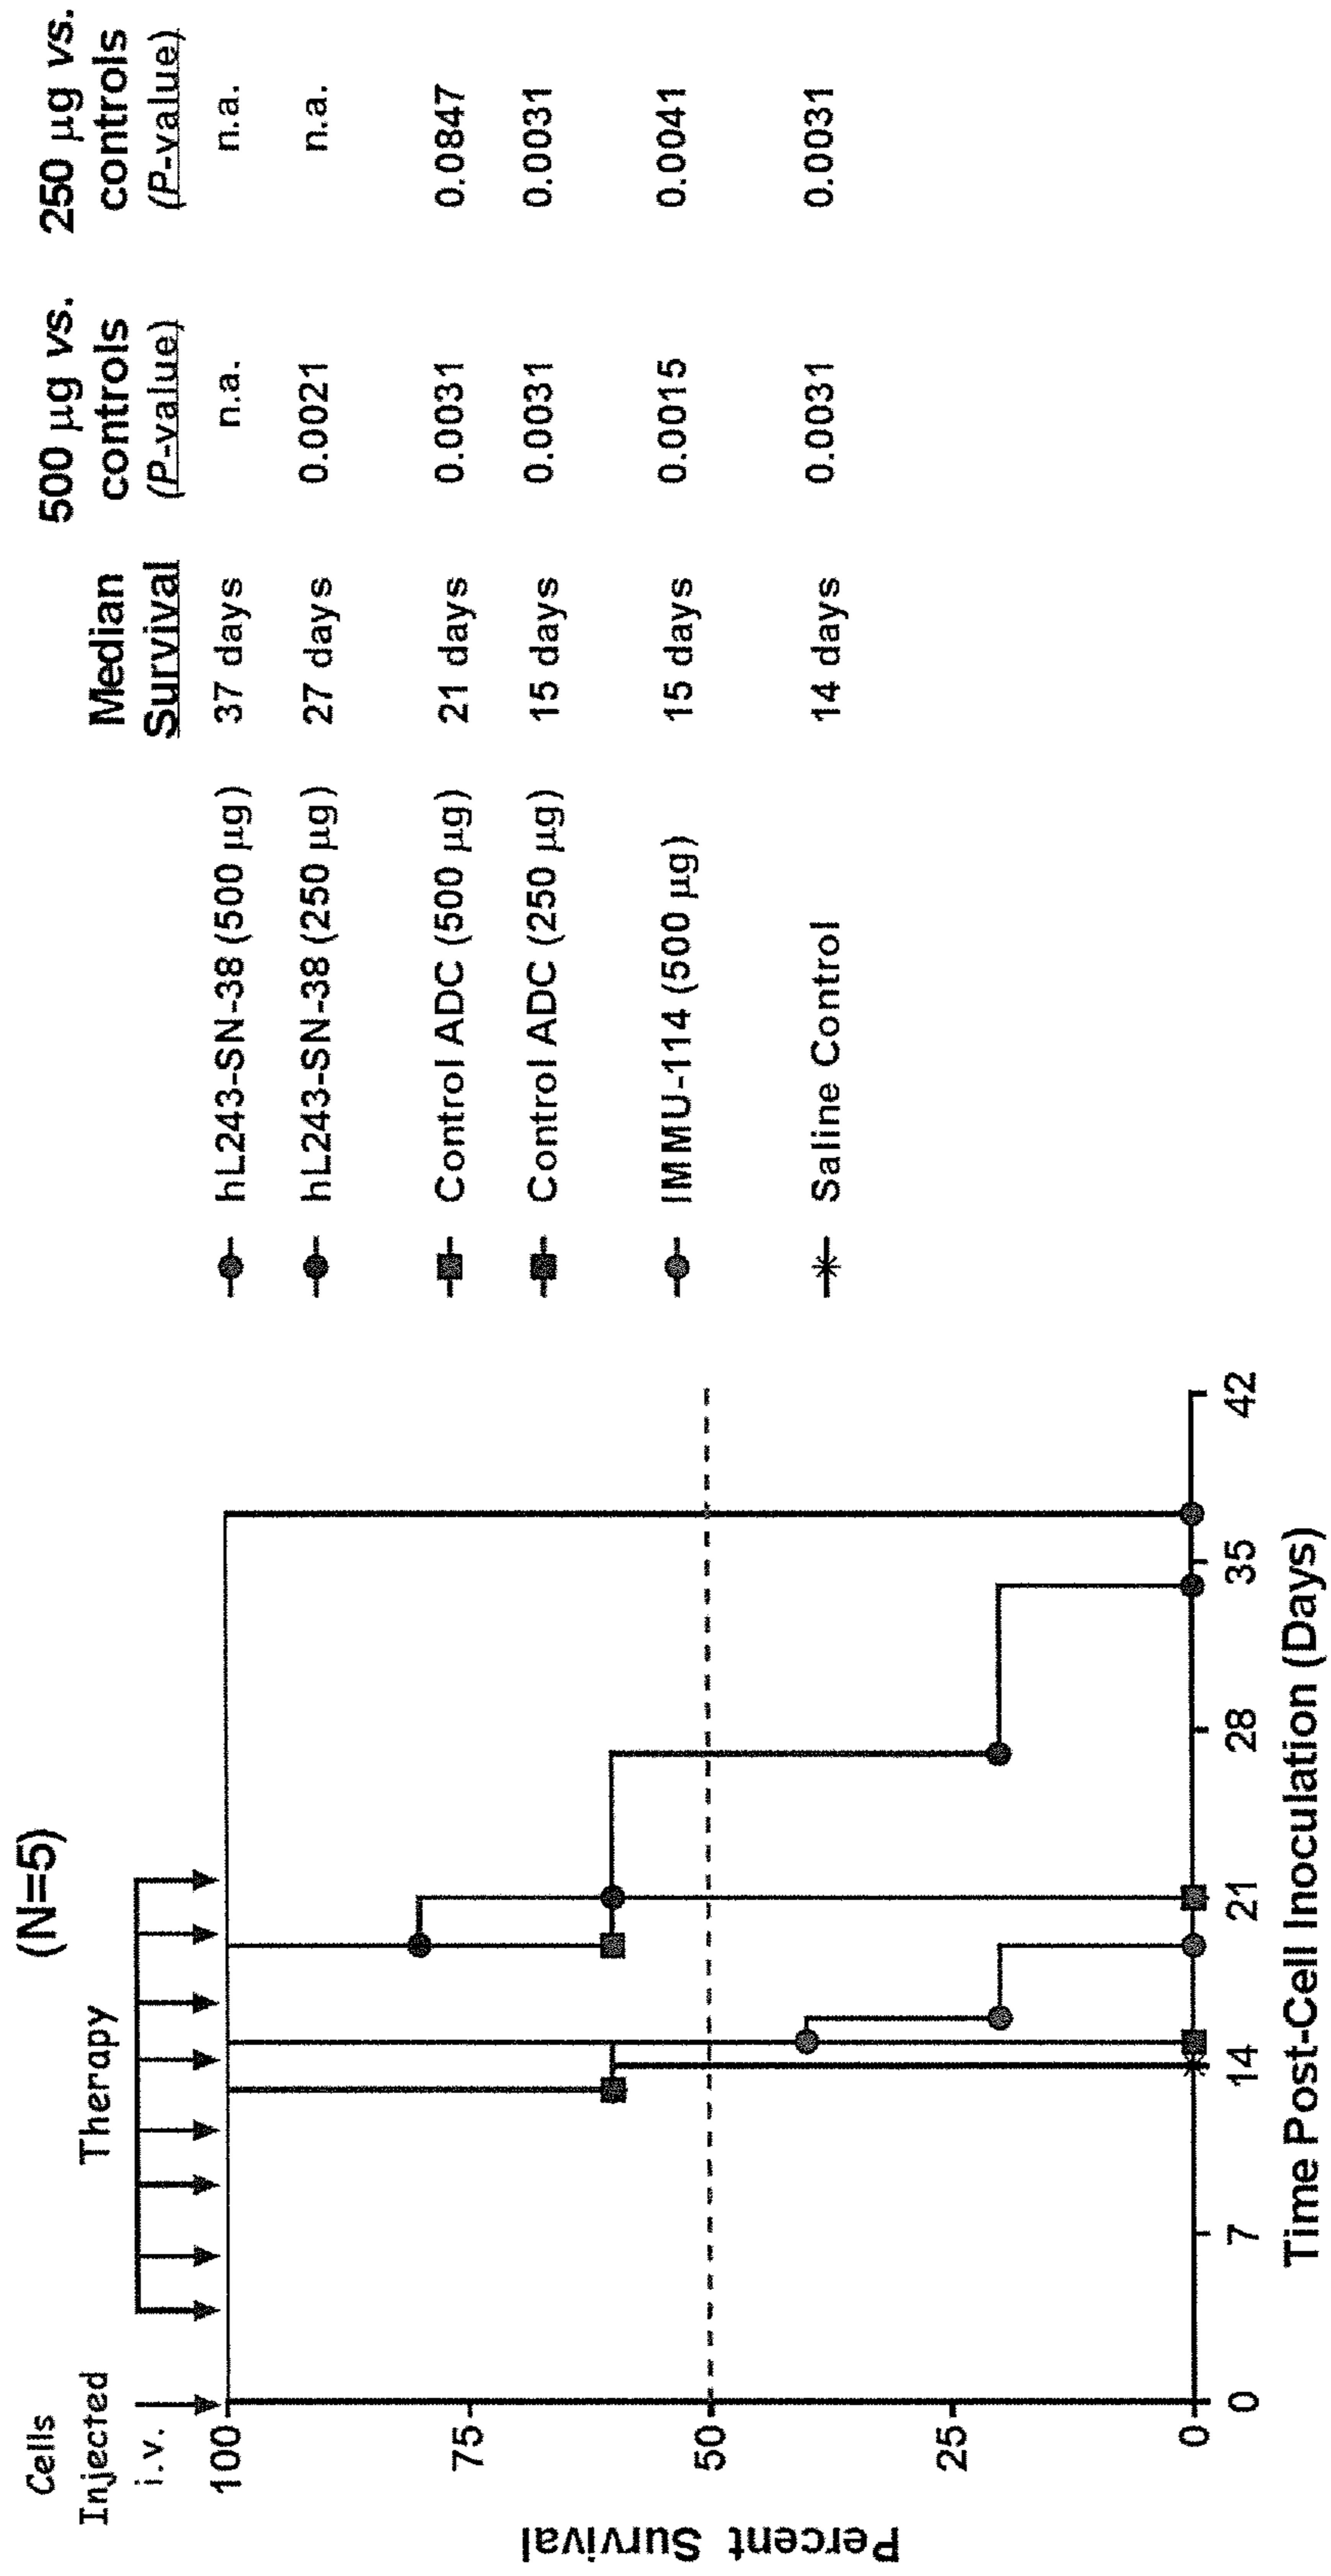 (N=5)
Cells
Injected
i.v.
Therapy
100
75
50
25
0
Percent Survival
0 7 14 21 28 35 42
Time Post-Cell Inoculation (Days)
500 µg vs. 250 µg vs.
Median controls controls
Survival (P-value) (P-value)
hL243-SN-38 (500 µg) 37 days n.a. n.a.
hL243-SN-38 (250 µg) 27 days 0.0021 n.a.
Control ADC (500 µg) 21 days 0.0031 0.0847
Control ADC (250 µg) 15 days 0.0031 0.0031
IMMU-114 (500 µg) 15 days 0.0015 0.0041
Saline Control 14 days 0.0031 0.0031